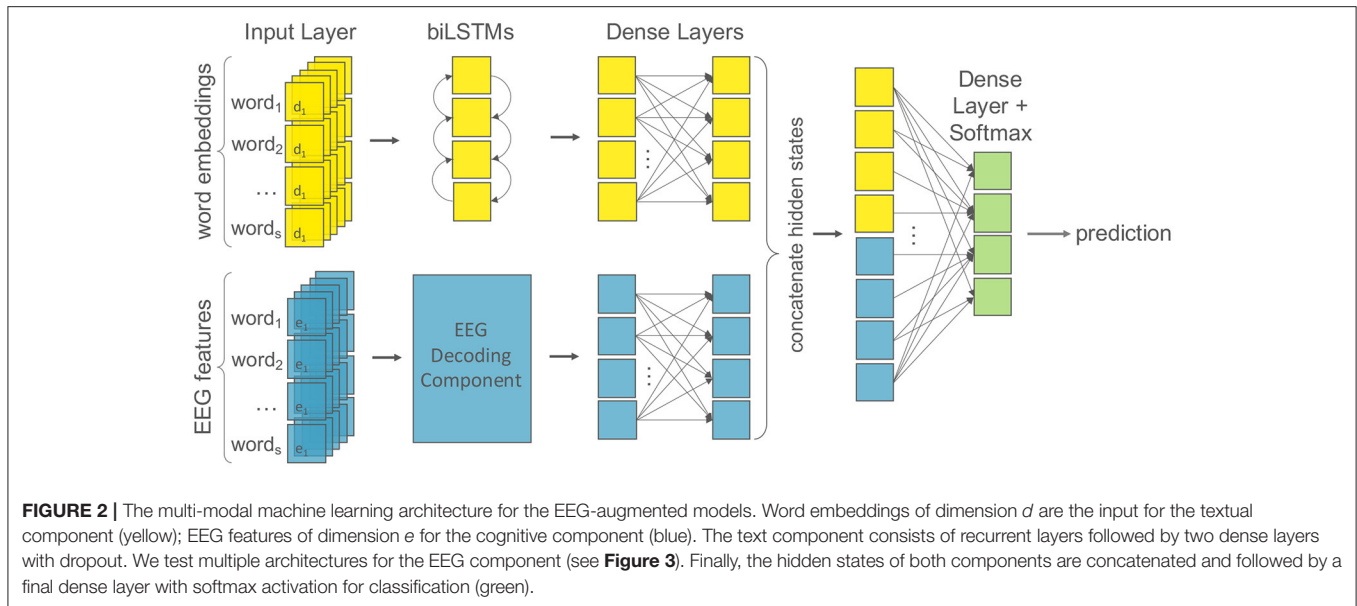 Input Layer
biLSTMs
Dense Layers
word embeddings
word1
d1
word2
d1
...
d1
words
d1
⋮
concatenate hidden states
Dense
Layer +
Softmax
⋮
prediction
EEG features
word1
e1
word2
e1
...
e1
words
e1
EEG
Decoding
Component
⋮
FIGURE 2 | The multi-modal machine learning architecture for the EEG-augmented models. Word embeddings of dimension d are the input for the textual
component (yellow); EEG features of dimension e for the cognitive component (blue). The text component consists of recurrent layers followed by two dense layers
with dropout. We test multiple architectures for the EEG component (see Figure 3). Finally, the hidden states of both components are concatenated and followed by a
final dense layer with softmax activation for classification (green).